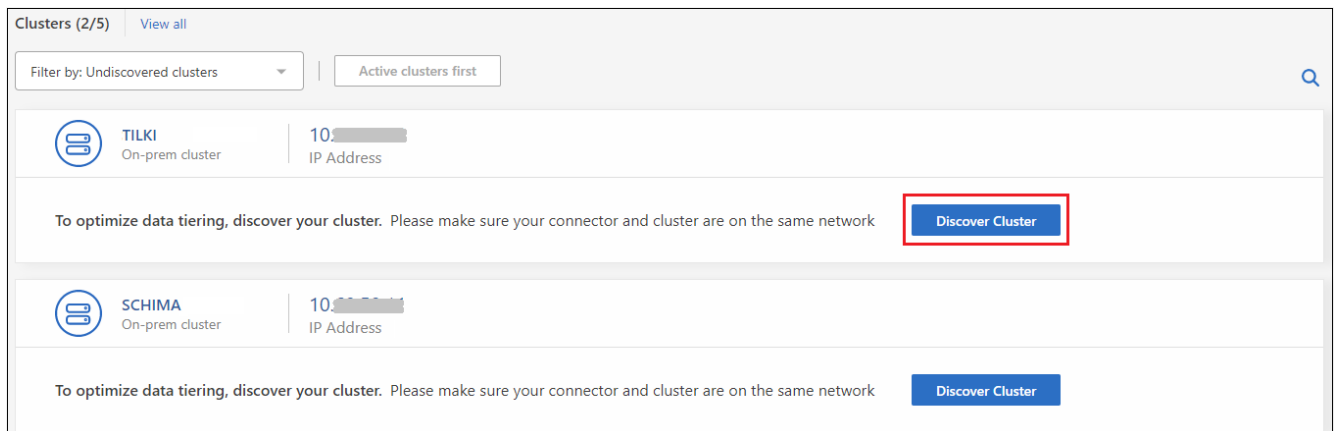 Clusters (2/5) View all
Filter by: Undiscovered clusters Active clusters first
TILKI 10.
On-prem cluster IP Address
To optimize data tiering, discover your cluster. Please make sure your connector and cluster are on the same network Discover Cluster
SCHIMA 10.
On-prem cluster IP Address
To optimize data tiering, discover your cluster. Please make sure your connector and cluster are on the same network Discover Cluster